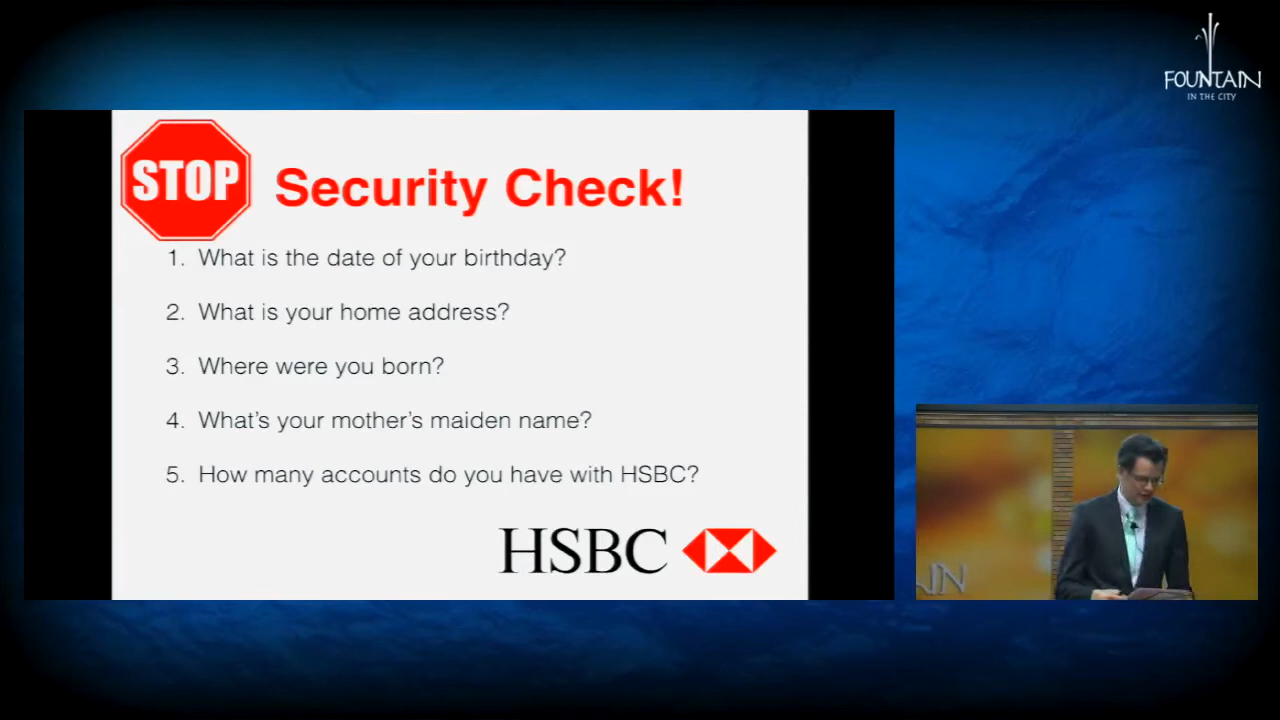 FOUNTAIN
IN THE CITY
STOP
Security Check!
1. What is the date of your birthday?
2. What is your home address?
3. Where were you born?
4. What’s your mother’s maiden name?
5. How many accounts do you have with HSBC?
HSBC
IN